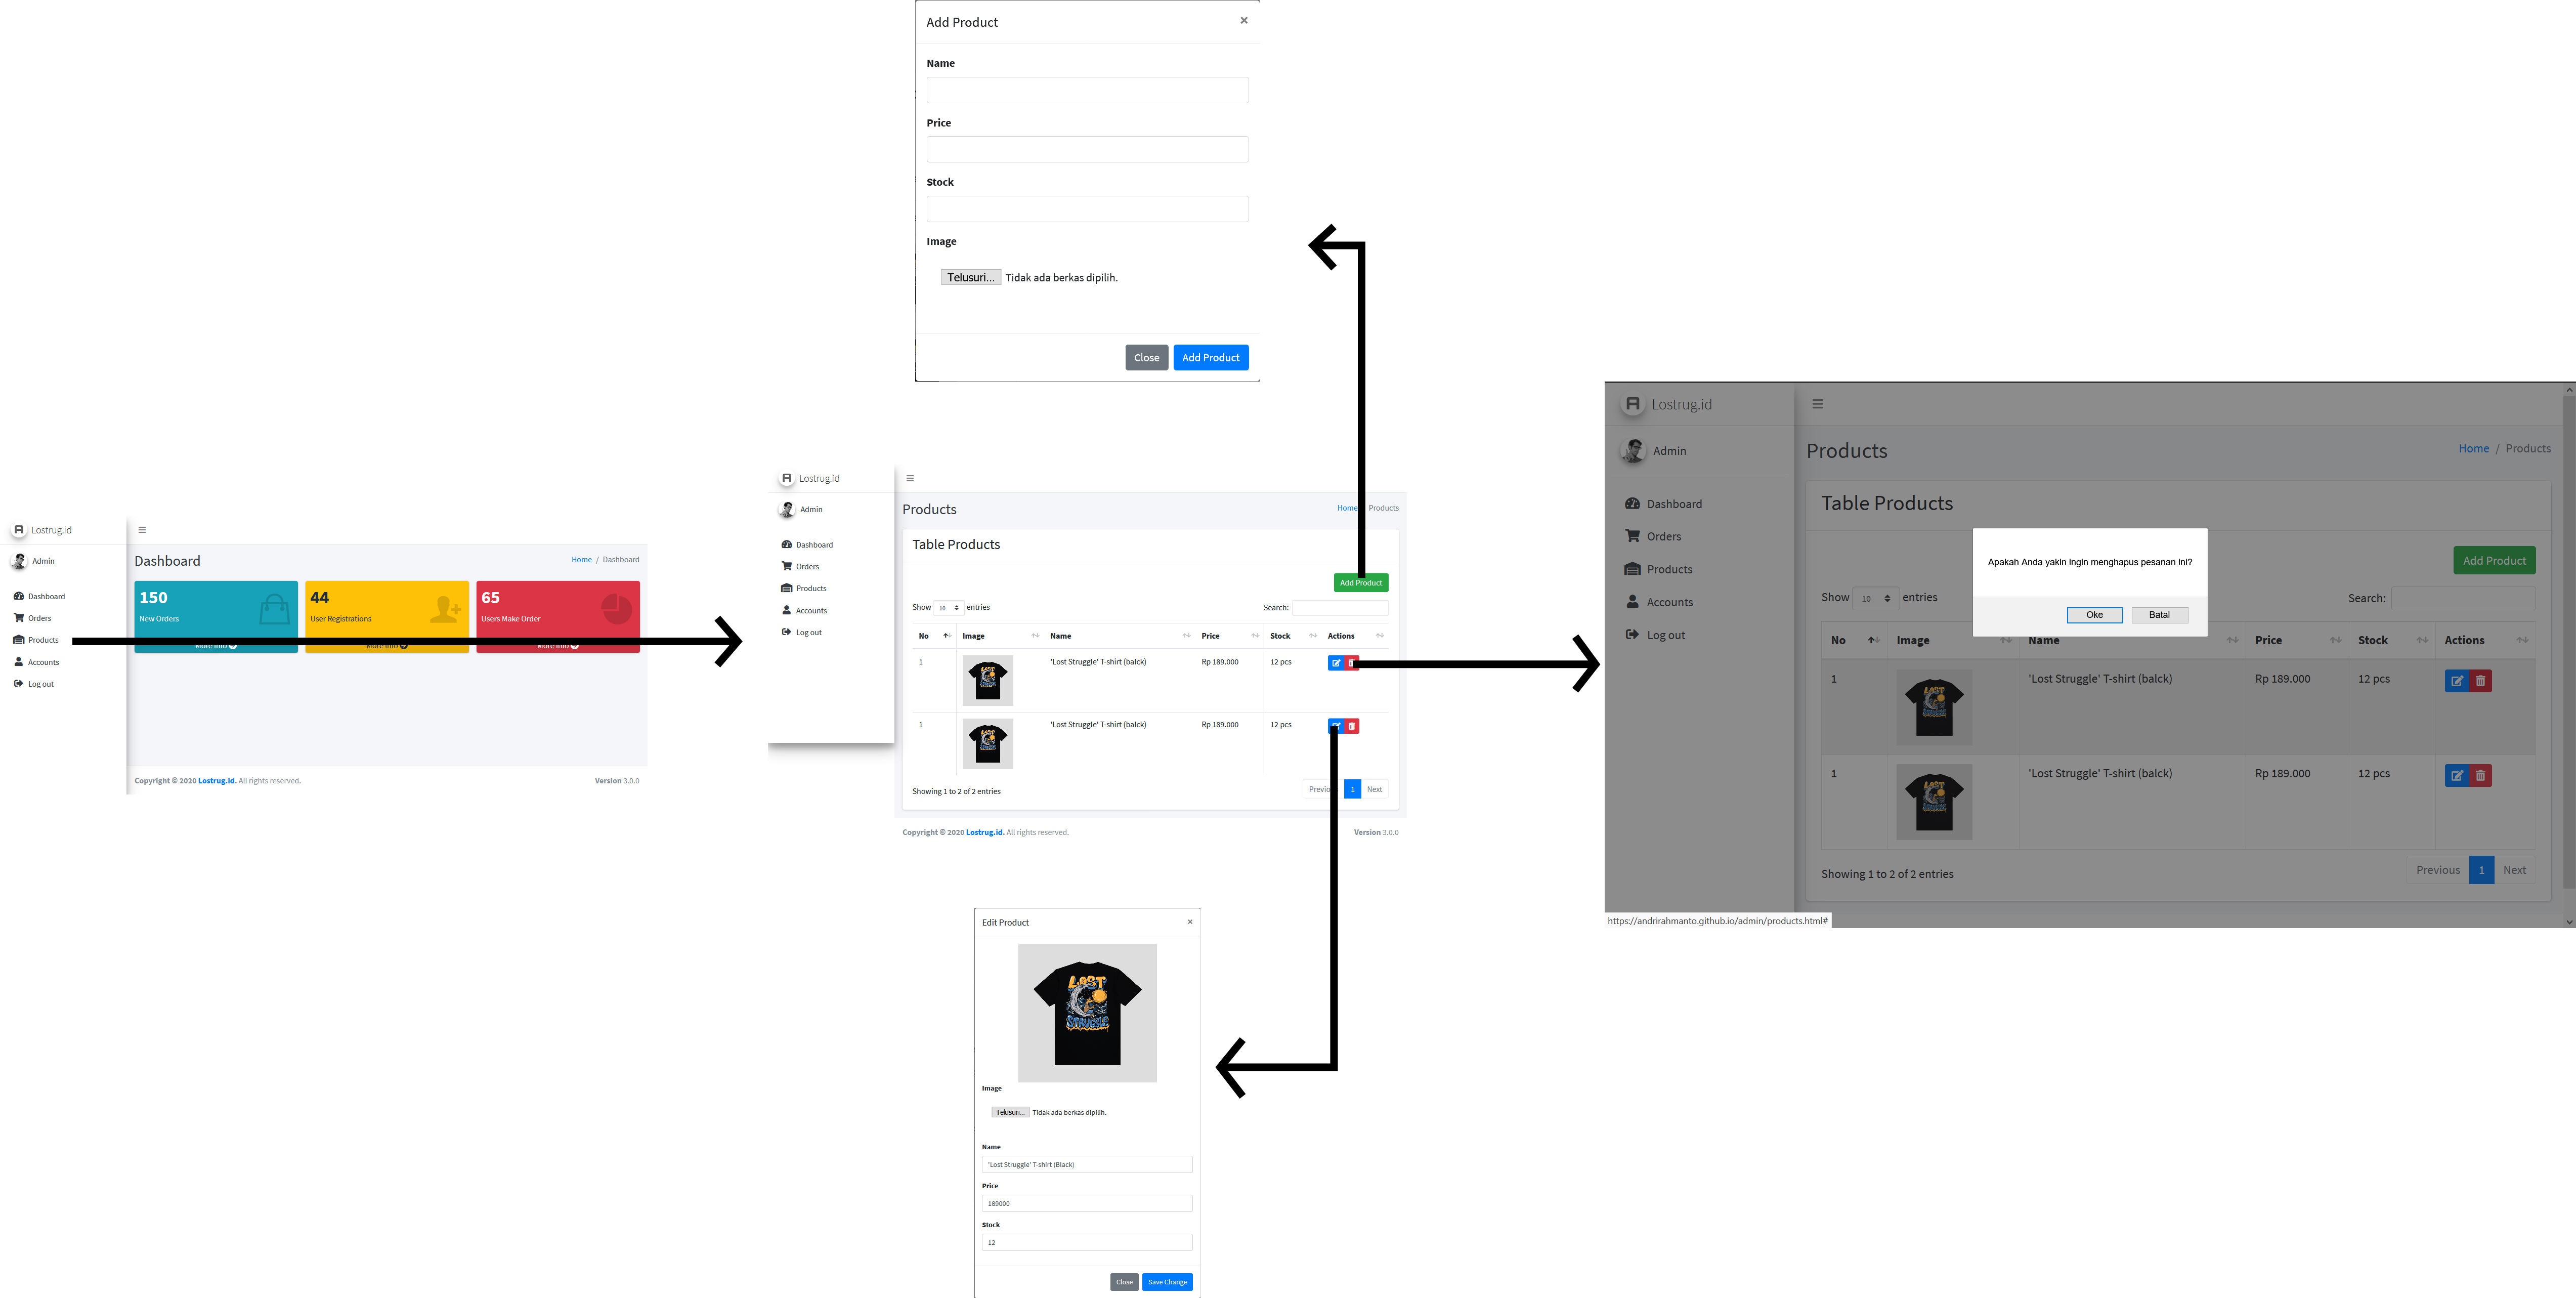 Add Product ×
Name
Price
Stock
Image
Telusuri... Tidak ada berkas dipilih.
Close Add Product
Lostrug.id
Admin
Dashboard
Orders
Products
Accounts
Log out
Dashboard
Home / Dashboard
150
New Orders
More info
44
User Registrations
More info
65
Users Make Order
More info
Copyright © 2020 Lostrug.id. All rights reserved.
Version 3.0.0
Lostrug.id
Admin
Dashboard
Orders
Products
Accounts
Log out
Products
Home Products
Table Products
Add Product
Show 10 entries
Search:
No Image Name Price Stock Actions
1 'Lost Struggle' T-shirt (balck) Rp 189.000 12 pcs
LOST
1 'Lost Struggle' T-shirt (balck) Rp 189.000 12 pcs
LOST
Showing 1 to 2 of 2 entries
Previo 1 Next
Copyright © 2020 Lostrug.id. All rights reserved.
Version 3.0.0
Lostrug.id
Admin
Dashboard
Orders
Products
Accounts
Log out
Products
Home / Products
Table Products
Apakah Anda yakin ingin menghapus pesanan ini?
Oke Batal
Add Product
Show 10 entries
Search:
No Image Name Price Stock Actions
1 'Lost Struggle' T-shirt (balck) Rp 189.000 12 pcs
LOST
STRUGGLE
1 'Lost Struggle' T-shirt (balck) Rp 189.000 12 pcs
LOST
STRUGGLE
Showing 1 to 2 of 2 entries
Previous 1 Next
https://andrirahmanto.github.io/admin/products.html#
Edit Product ×
LOST
STRUGGLE
Image
Telusuri... Tidak ada berkas dipilih.
Name
'Lost Struggle' T-shirt (Black)
Price
189000
Stock
12
Close Save Change